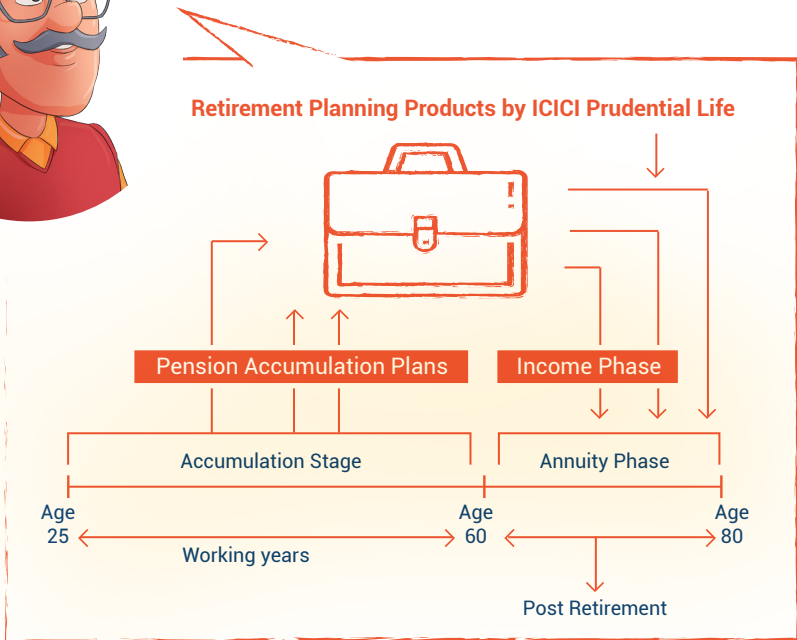 Retirement Planning Products by ICICI Prudential Life
Pension Accumulation Plans
Income Phase
Accumulation Stage
Annuity Phase
Age
25
Age
60
Age
80
Working years
Post Retirement